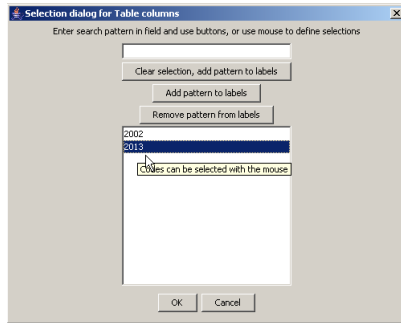 Selection dialog for Table columns
Enter search pattern in field and use buttons, or use mouse to define selections
Clear selection, add pattern to labels
Add pattern to labels
Remove pattern from labels
2002
2013
Codes can be selected with the mouse
OK
Cancel